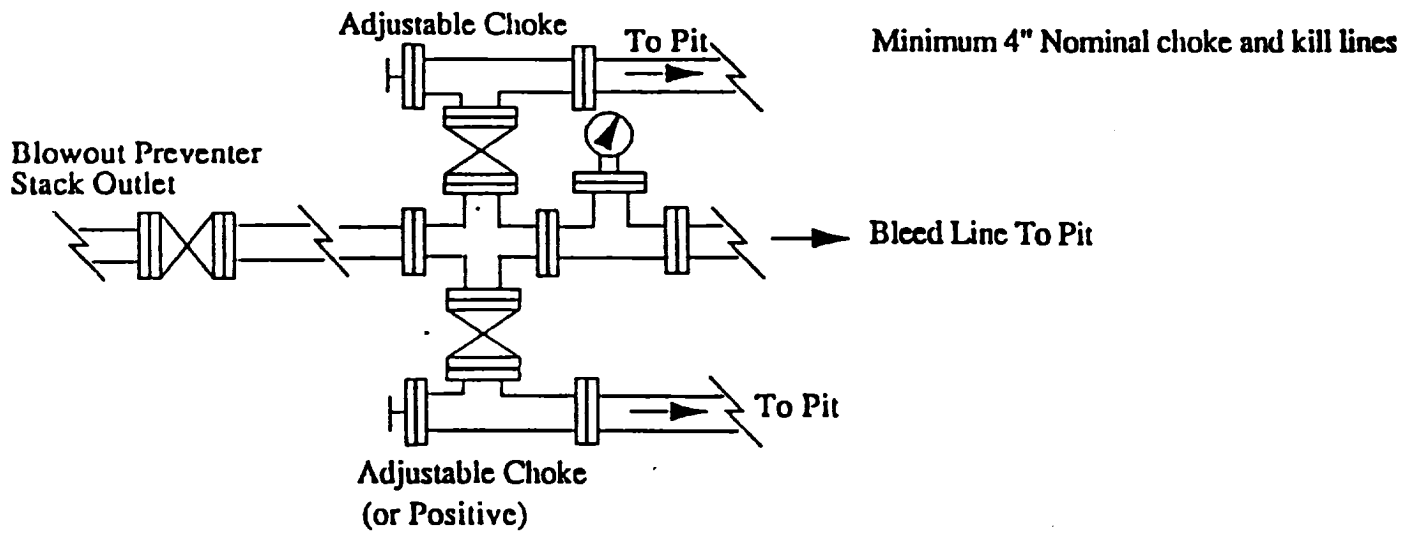 Adjustable Choke
To Pit
Minimum 4" Nominal choke and kill lines
Blowout Preventer
Stack Outlet
Bleed Line To Pit
To Pit
Adjustable Choke
(or Positive)